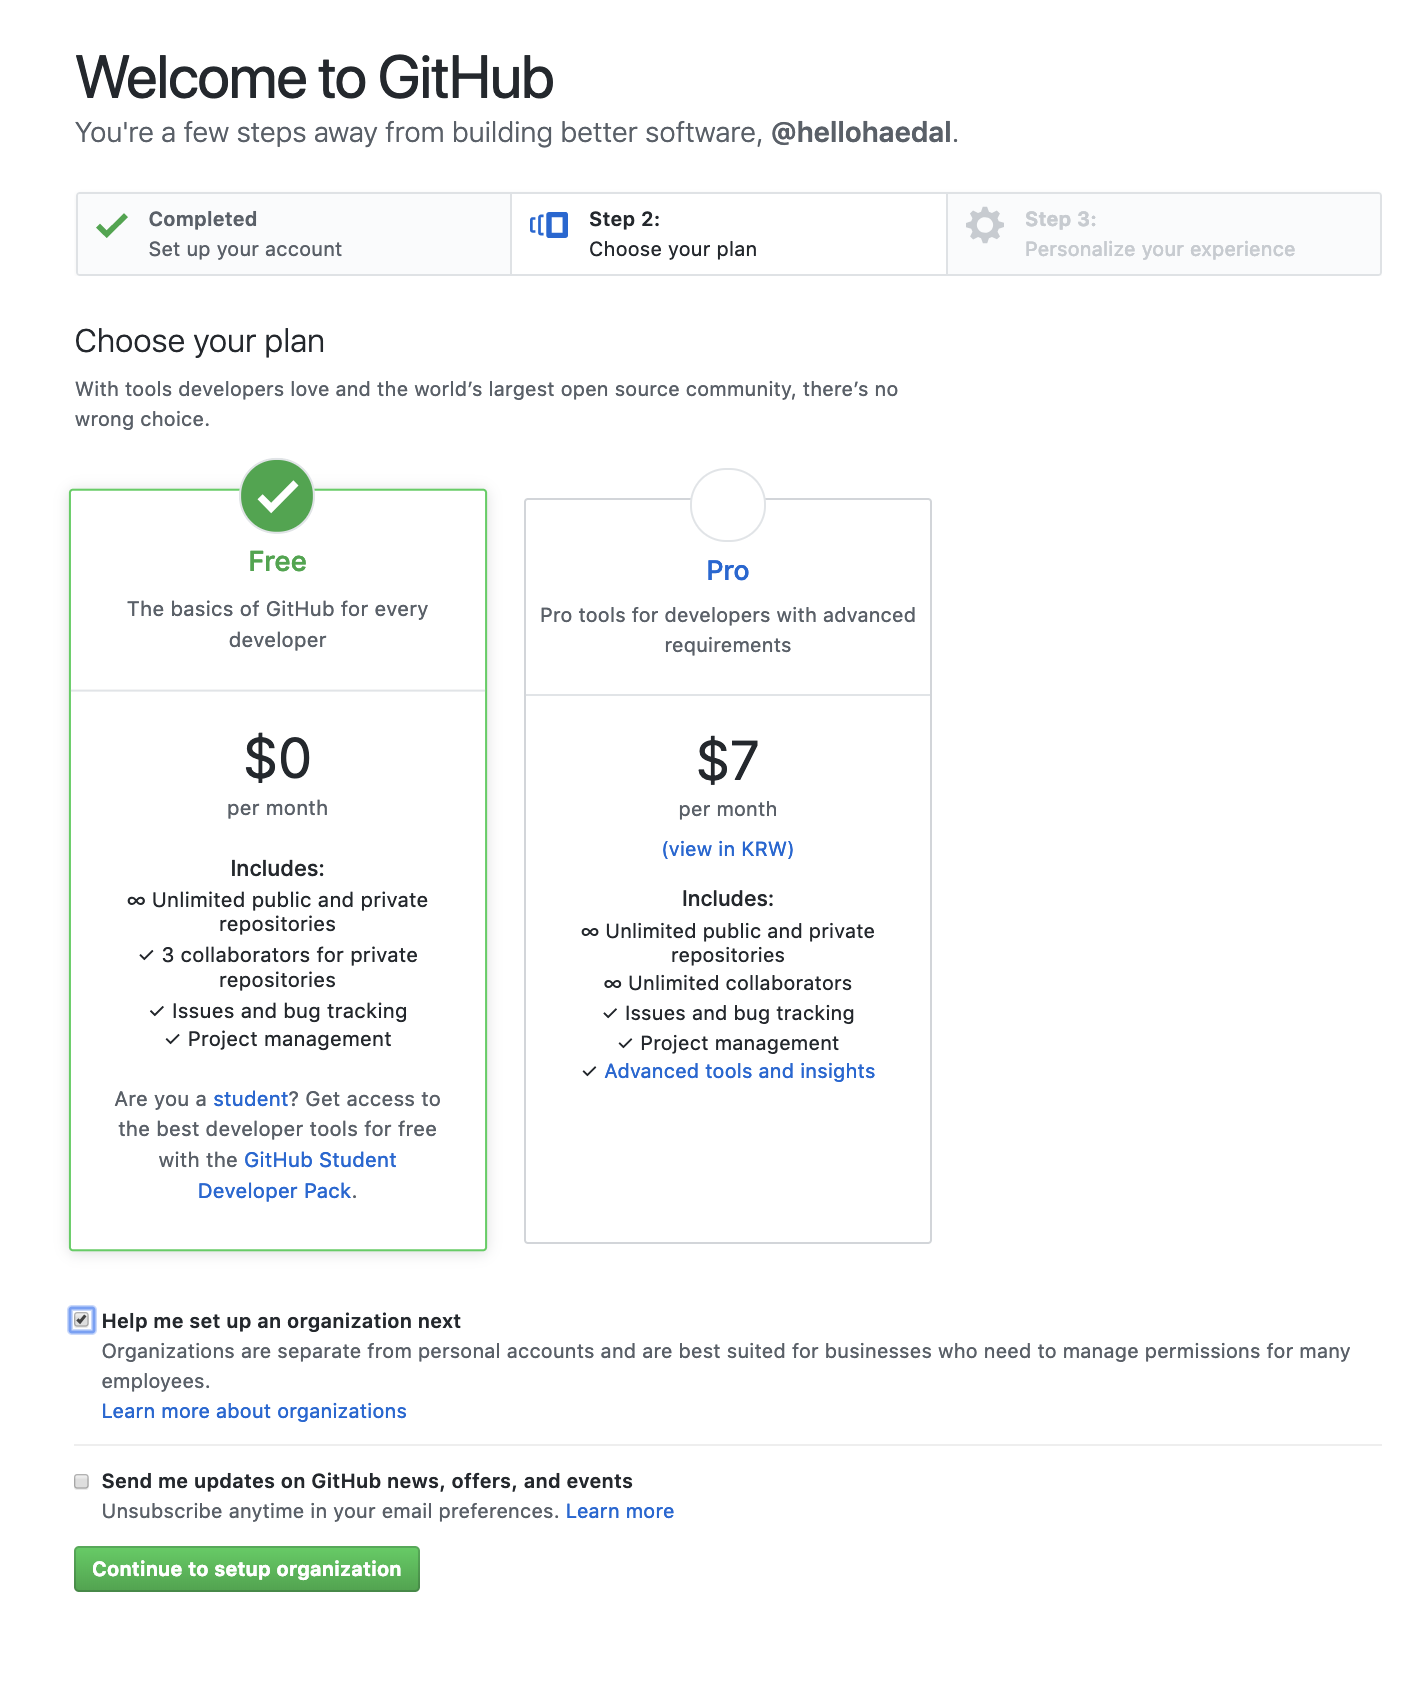 Welcome to GitHub
You're a few steps away from building better software, @hellohaedal.
Completed
Set up your account
Step 2:
Choose your plan
Step 3:
Personalize your experience
Choose your plan
With tools developers love and the world’s largest open source community, there’s no
wrong choice.
Free
The basics of GitHub for every
developer
$0
per month
Includes:
∞ Unlimited public and private
repositories
✓ 3 collaborators for private
repositories
✓ Issues and bug tracking
✓ Project management
Are you a student? Get access to
the best developer tools for free
with the GitHub Student
Developer Pack.
Pro
Pro tools for developers with advanced
requirements
$7
per month
(view in KRW)
Includes:
∞ Unlimited public and private
repositories
∞ Unlimited collaborators
✓ Issues and bug tracking
✓ Project management
✓ Advanced tools and insights
Help me set up an organization next
Organizations are separate from personal accounts and are best suited for businesses who need to manage permissions for many
employees.
Learn more about organizations
Send me updates on GitHub news, offers, and events
Unsubscribe anytime in your email preferences. Learn more
Continue to setup organization